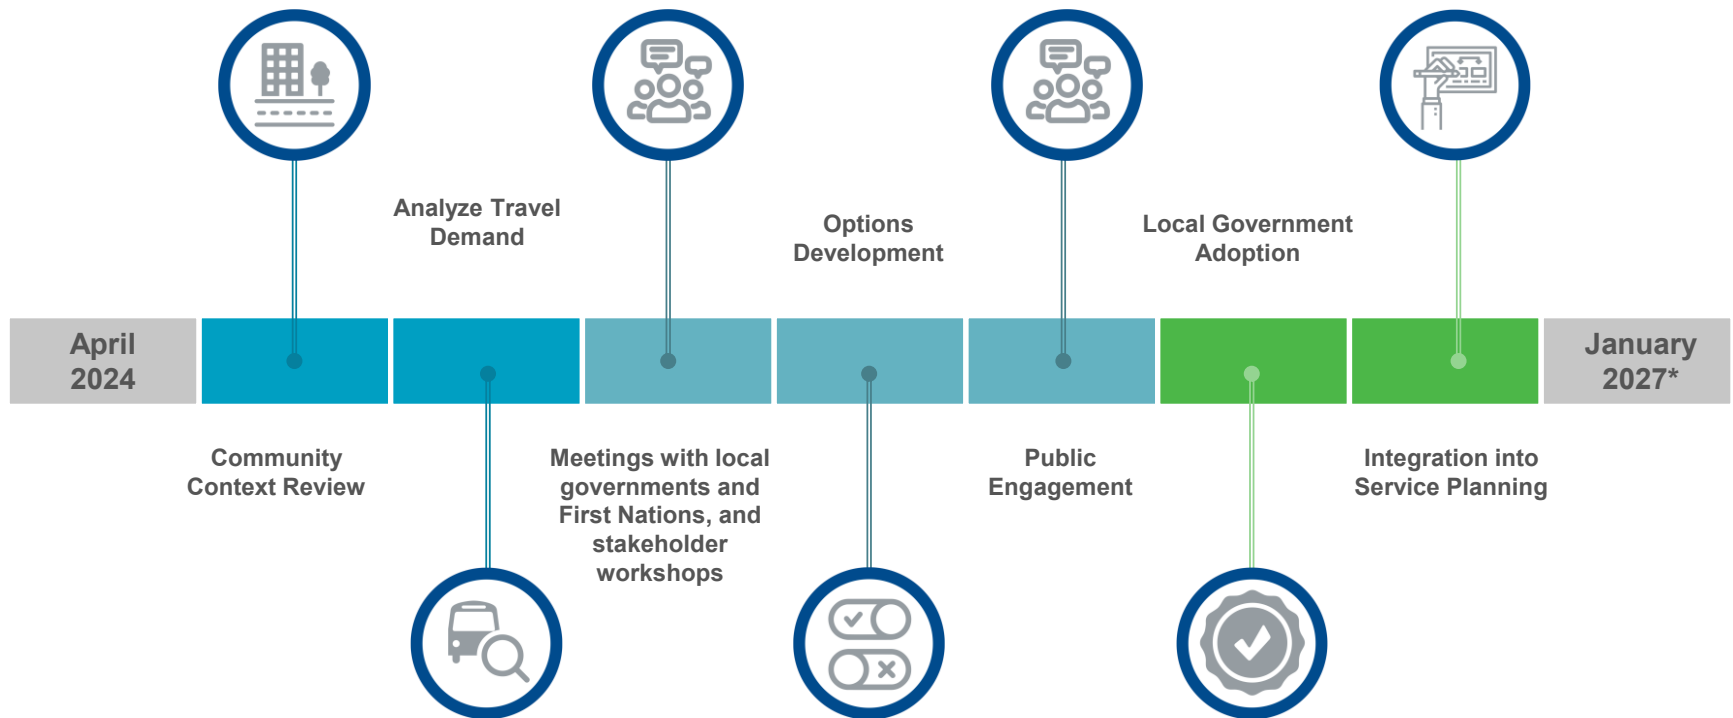 Analyze Travel
Demand
Options
Development
Local Government
Adoption
April
2024
January
2027*
Community
Context Review
Meetings with local
governments and
First Nations, and
stakeholder
workshops
Public
Engagement
Integration into
Service Planning